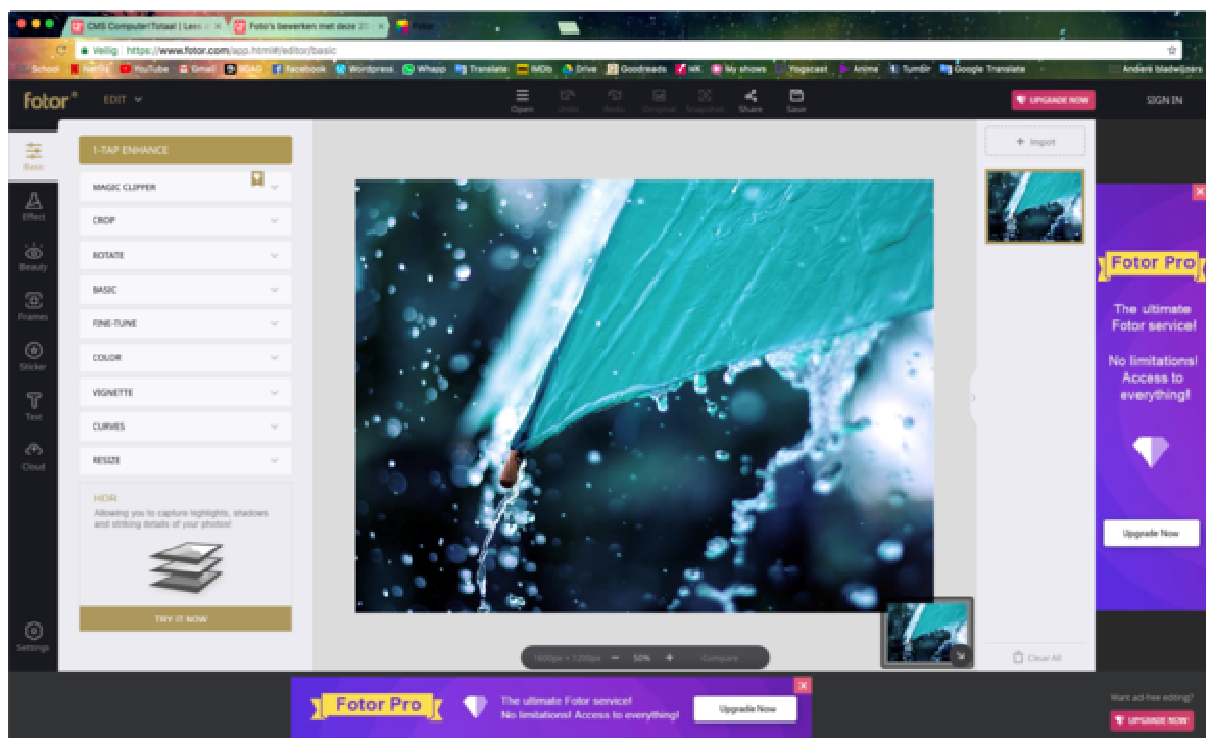 CMS Computer!Totaal | Lees
Foto's bewerken met deze 20
Fotor
Veilig https://www.fotor.com/app.html#/editor/basic
School Netflix YouTube Gmail Facebook Wordpress Whapp Translate IMDb Drive Goodreads NK My shows Yogscast Anime Tumblr Google Translate Andere bladwijzers
fotor EDIT Open Undo Redo Original Snapshot Share Save UPGRADE NOW SIGN IN
Basic
Effect
Beauty
Frames
Sticker
Text
Cloud
Settings
1-TAP ENHANCE
MAGIC CLIPPER
CROP
ROTATE
BASIC
FINE-TUNE
COLOR
VIGNETTE
CURVES
RESIZE
HDR
Allowing you to capture highlights, shadows
and striking details of your photos!
TRY IT NOW
1600px × 1200px − 50% + Compare
+ Import
Clear All
Fotor Pro
The ultimate
Fotor service!
No limitations!
Access to
everything!!
Upgrade Now
Fotor Pro
The ultimate Fotor service!
No limitations! Access to everything!!
Upgrade Now
Want ad-free editing?
UPGRADE NOW